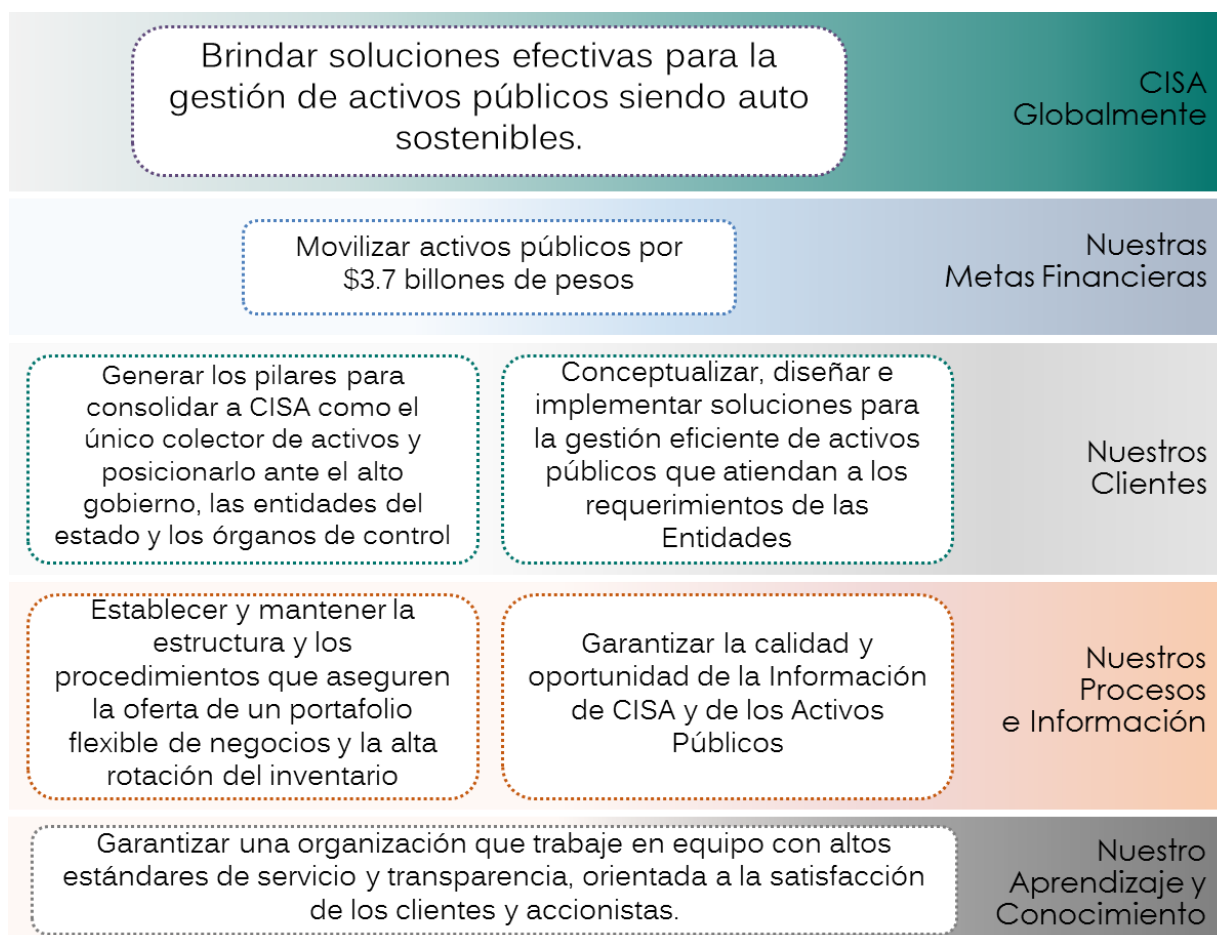 Brindar soluciones efectivas para la
gestión de activos públicos siendo auto
sostenibles.
CISA
Globalmente
Movilizar activos públicos por
$3.7 billones de pesos
Nuestras
Metas Financieras
Generar los pilares para
consolidar a CISA como el
único colector de activos y
posicionarlo ante el alto
gobierno, las entidades del
estado y los órganos de control
Conceptualizar, diseñar e
implementar soluciones para
la gestión eficiente de activos
públicos que atiendan a los
requerimientos de las
Entidades
Nuestros
Clientes
Establecer y mantener la
estructura y los
procedimientos que aseguren
la oferta de un portafolio
flexible de negocios y la alta
rotación del inventario
Garantizar la calidad y
oportunidad de la Información
de CISA y de los Activos
Públicos
Nuestros
Procesos
e Información
Garantizar una organización que trabaje en equipo con altos
estándares de servicio y transparencia, orientada a la satisfacción
de los clientes y accionistas.
Nuestro
Aprendizaje y
Conocimiento